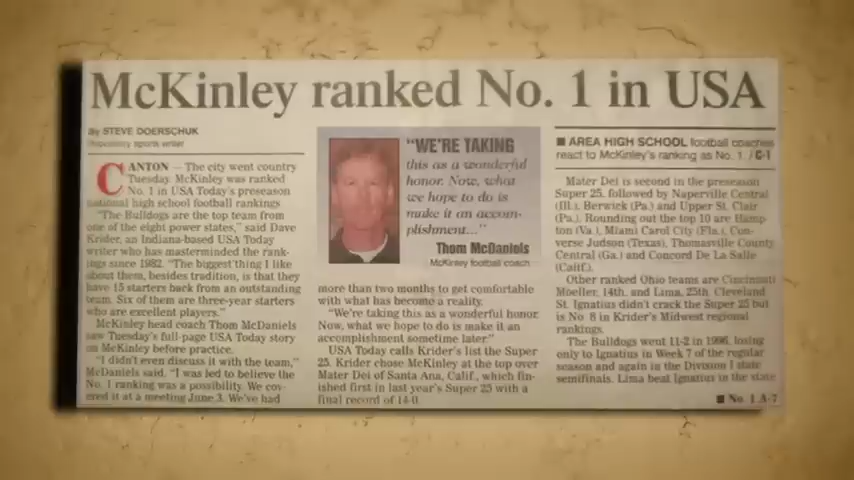 McKinley ranked No. 1 in USA
By STEVE DOERSCHUK
Repository sports writer
CANTON — The city went country
Tuesday. McKinley was ranked
No. 1 in USA Today's preseason
national high school football rankings
"The Bulldogs are the top team from
one of the eight power states," said Dave
Krider, an Indiana-based USA Today
writer who has masterminded the rank-
ings since 1982. "The biggest thing I like
about them, besides tradition, is that they
have 15 starters back from an outstanding
team. Six of them are three-year starters
who are excellent players."
McKinley head coach Thom McDaniels
saw Tuesday's full-page USA Today story
on McKinley before practice.
"I didn't even discuss it with the team,"
McDaniels said. "I was led to believe the
No. 1 ranking was a possibility. We cov-
ered it at a meeting June 3. We've had
"WE'RE TAKING
this as a wonderful
honor. Now, what
we hope to do is
make it an accom-
plishment..."
Thom McDaniels
McKinley football coach
more than two months to get comfortable
with what has become a reality.
"We're taking this as a wonderful honor.
Now, what we hope to do is make it an
accomplishment sometime later."
USA Today calls Krider's list the Super
25. Krider chose McKinley at the top over
Mater Dei of Santa Ana, Calif., which fin-
ished first in last year's Super 25 with a
final record of 14-0.
■ AREA HIGH SCHOOL football coaches
react to McKinley's ranking as No. 1. / C-1
Mater Dei is second in the preseason
Super 25, followed by Naperville Central
(Ill.), Berwick (Pa.) and Upper St. Clair
(Pa.). Rounding out the top 10 are Hamp-
ton (Va.), Miami Carol City (Fla.), Con-
verse Judson (Texas), Thomasville County
Central (Ga.) and Concord De La Salle
(Calif.).
Other ranked Ohio teams are Cincinnati
Moeller, 14th, and Lima, 25th. Cleveland
St. Ignatius didn't crack the Super 25 but
is No. 8 in Krider's Midwest regional
rankings.
The Bulldogs went 11-2 in 1996, losing
only to Ignatius in Week 7 of the regular
season and again in the Division I state
semifinals. Lima beat Ignatius in the state
■ No. 1 A-7